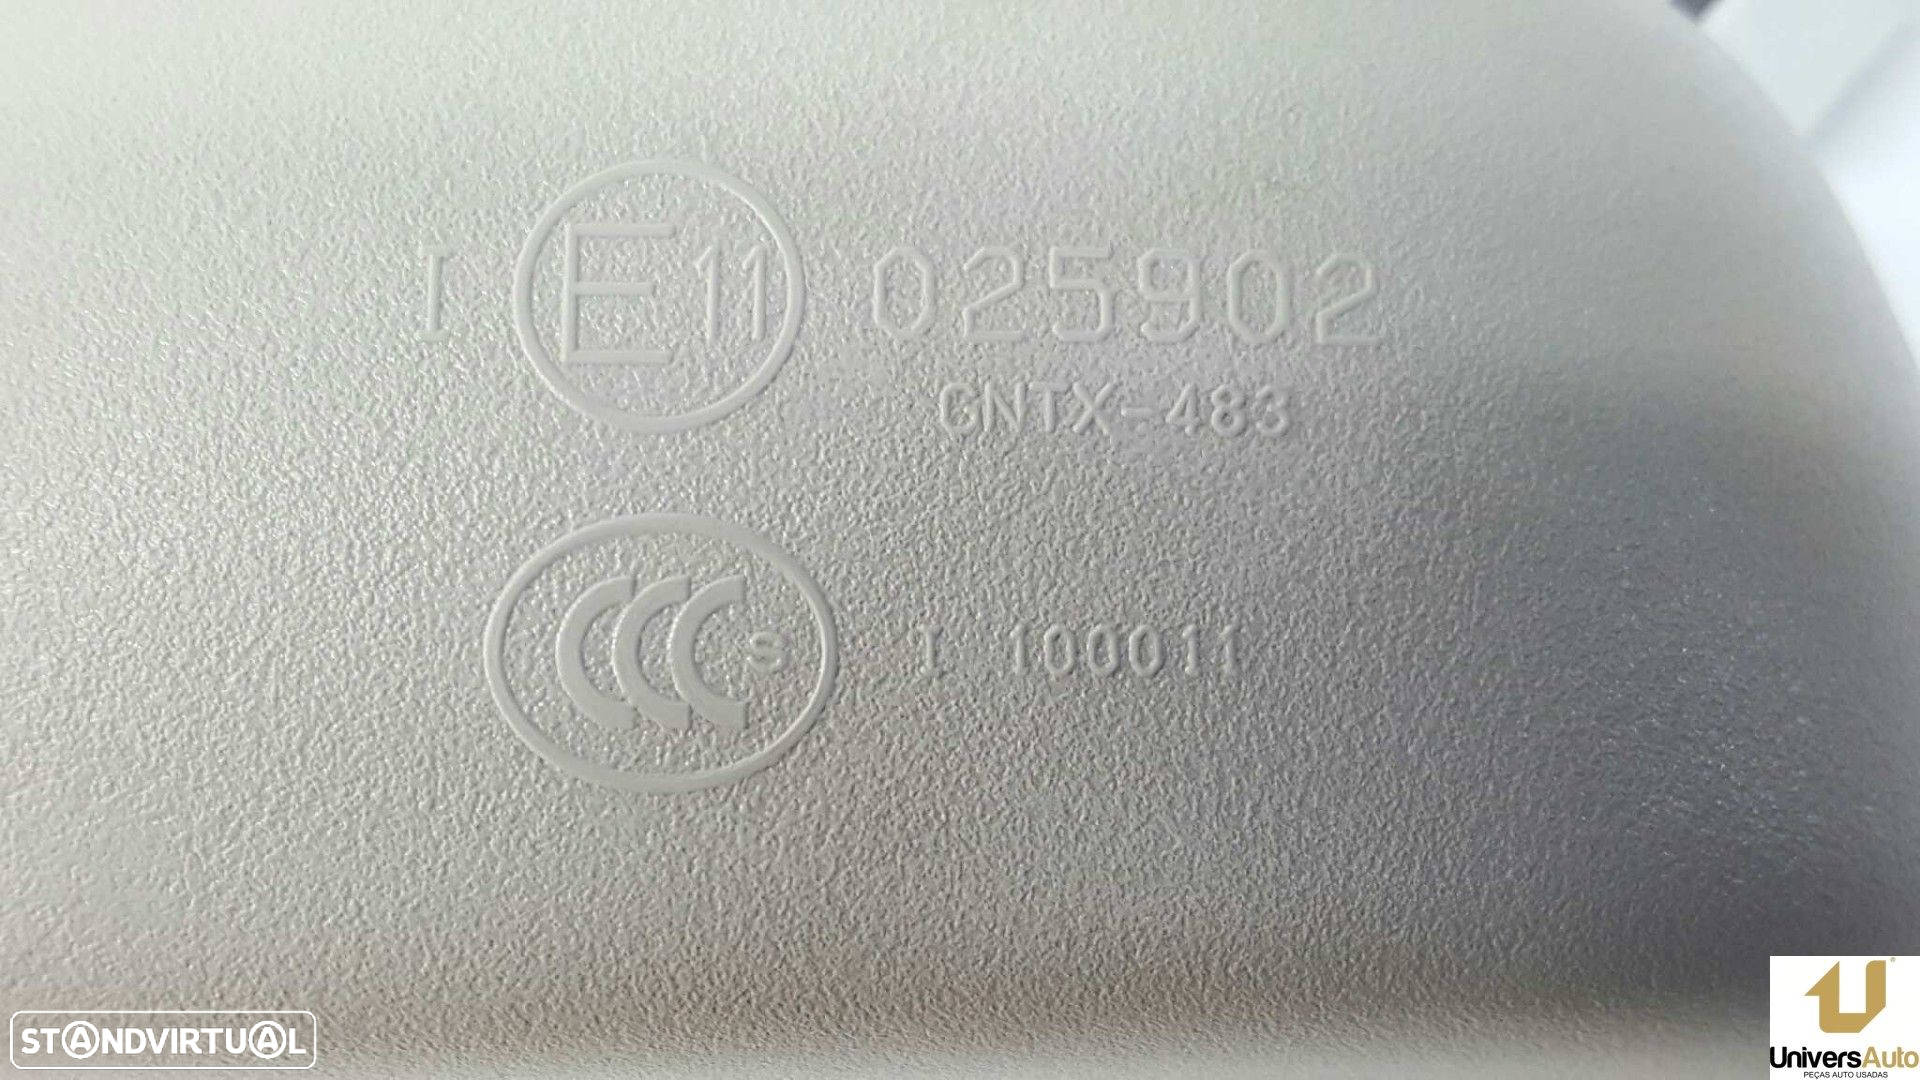 I E11 025902
GNTX-483
CCC S I 100011
STANDVIRTUAL
UniversAuto
PEÇAS AUTO USADAS